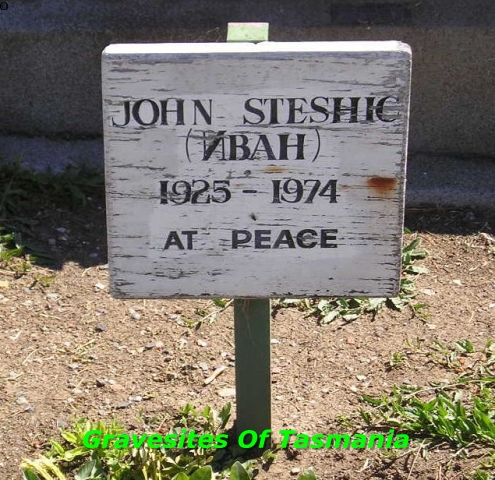 JOHN STESHIC
(ИВАН)
1925 - 1974
AT PEACE
Gravesites Of Tasmania